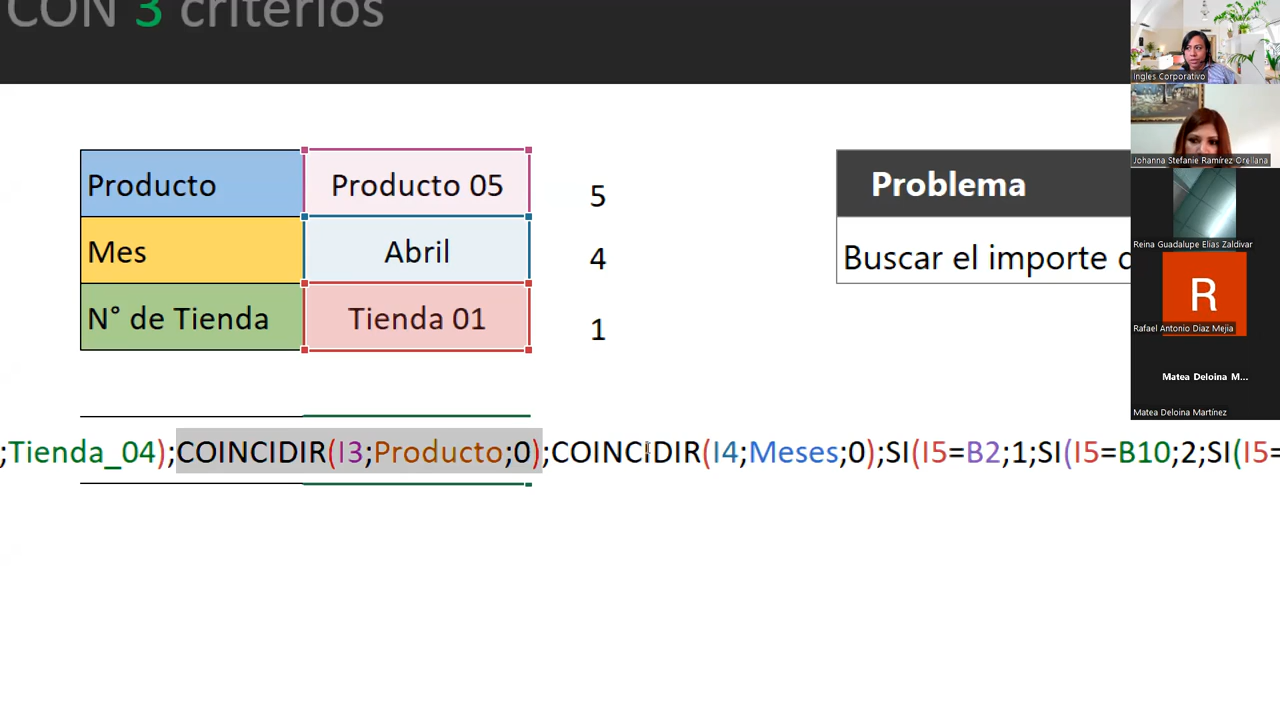 CON 3 criterios
Producto
Producto 05
5
Mes
Abril
4
N° de Tienda
Tienda 01
1
Problema
Buscar el importe
;Tienda_04);COINCIDIR(I3;Producto;0);COINCIDIR(I4;Meses;0);SI(I5=B2;1;SI(I5=B10;2;SI(I5=
Ingles Corporativo
Johanna Stefanie Ramírez Orellana
Reina Guadalupe Elias Zaldivar
R
Rafael Antonio Diaz Mejia
Matea Deloina M...
Matea Deloina Martínez